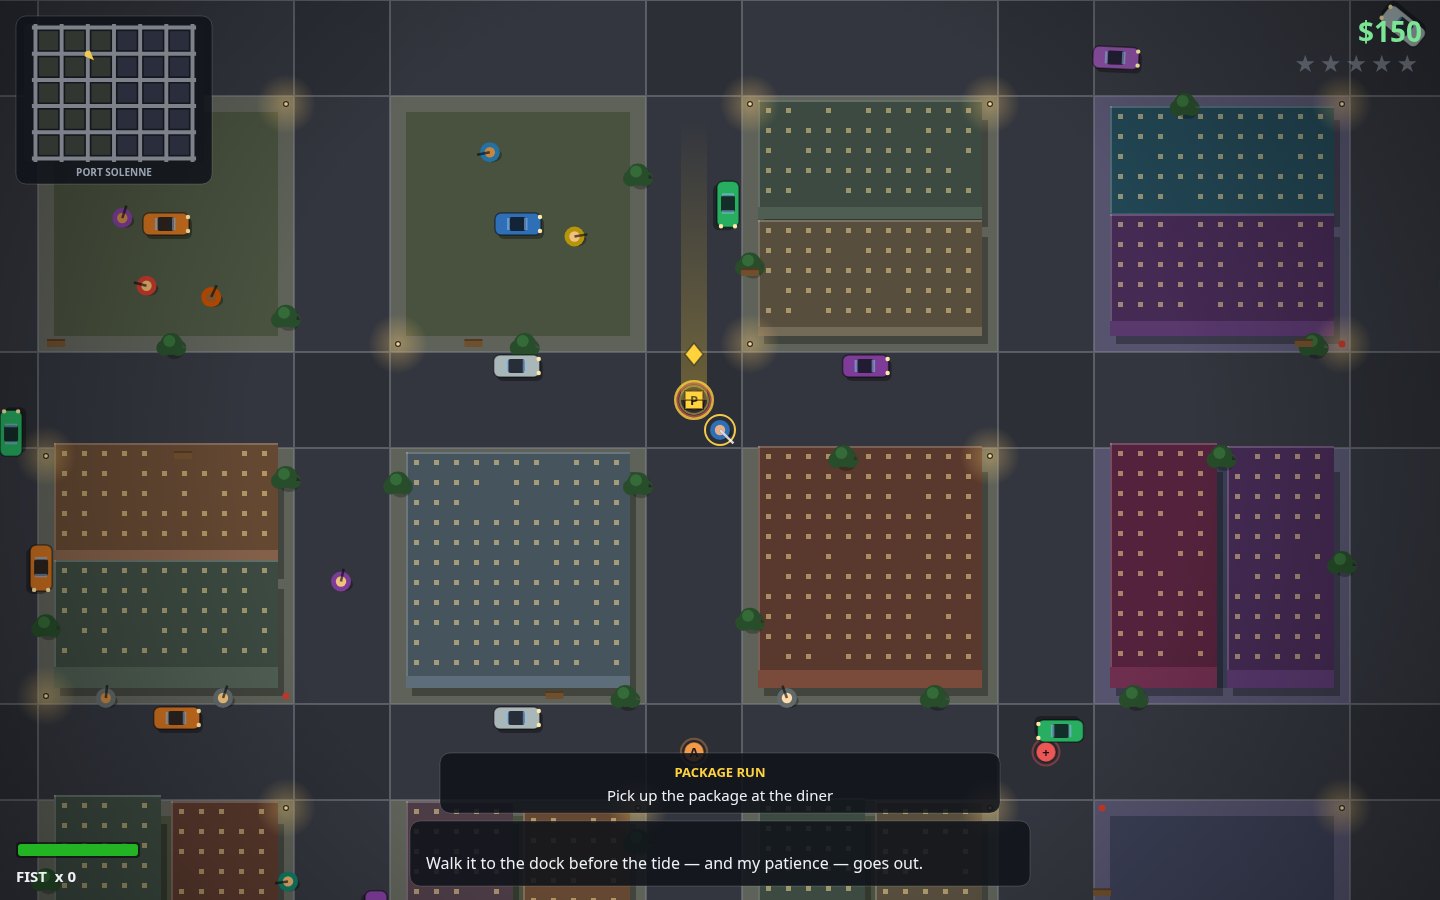 $150
PORT SOLENNE
P
A
+
PACKAGE RUN
Pick up the package at the diner
Walk it to the dock before the tide — and my patience — goes out.
FIST x 0